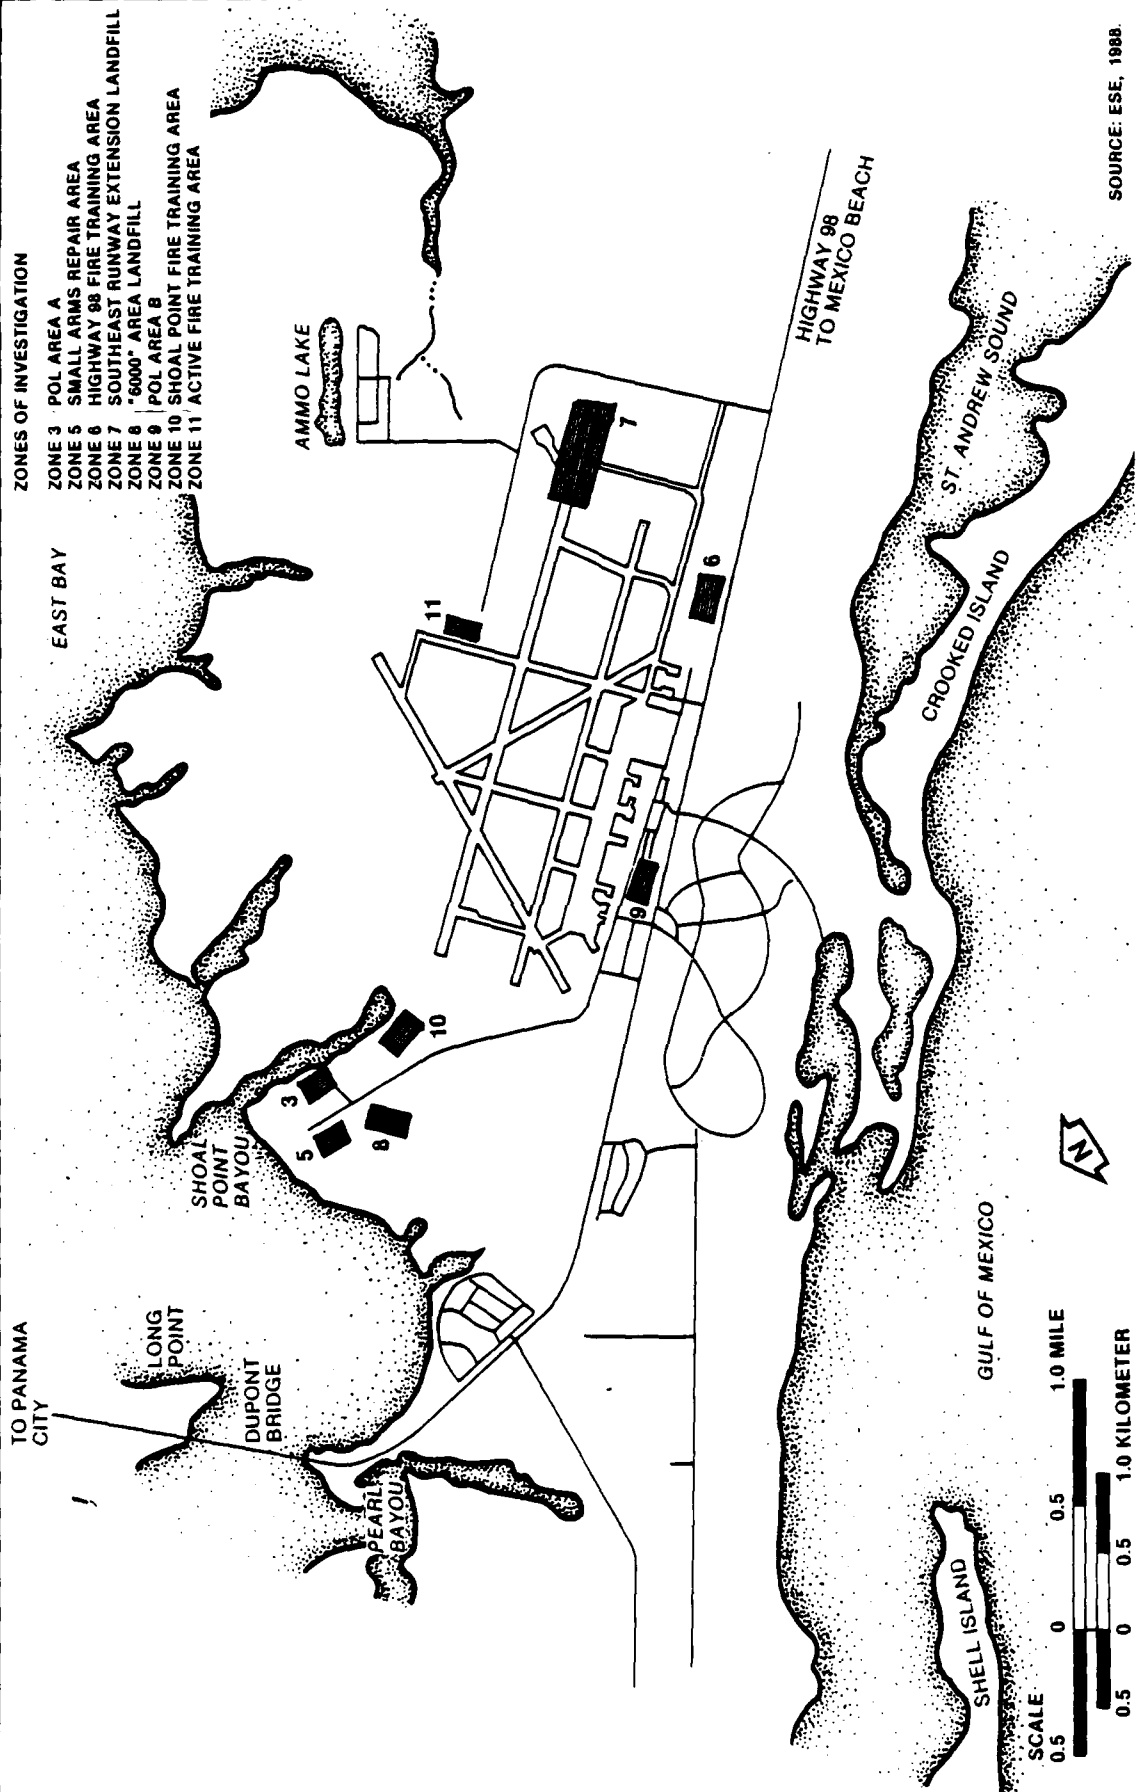 ZONES OF INVESTIGATION
ZONE 3 POL AREA A
ZONE 5 SMALL ARMS REPAIR AREA
ZONE 6 HIGHWAY 98 FIRE TRAINING AREA
ZONE 7 SOUTHEAST RUNWAY EXTENSION LANDFILL
ZONE 8 "6000" AREA LANDFILL
ZONE 9 POL AREA B
ZONE 10 SHOAL POINT FIRE TRAINING AREA
ZONE 11 ACTIVE FIRE TRAINING AREA
TO PANAMA
CITY
LONG
POINT
DUPONT
BRIDGE
PEARL
BAYOU
SHOAL
POINT
BAYOU
EAST BAY
AMMO LAKE
3
5
8
10
11
7
6
9
HIGHWAY 98
TO MEXICO BEACH
ST. ANDREW SOUND
CROOKED ISLAND
GULF OF MEXICO
SHELL ISLAND
N
SCALE
0.5 0 0.5 1.0 MILE
0.5 0 0.5 1.0 KILOMETER
SOURCE: ESE, 1988.